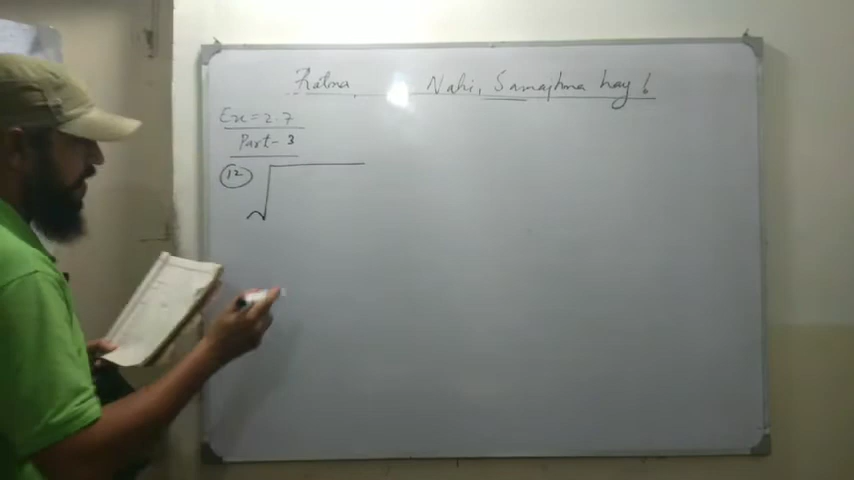 Ratna Nahi, Samajhna hay !
Ex = 2.7
Part - 3
12 √